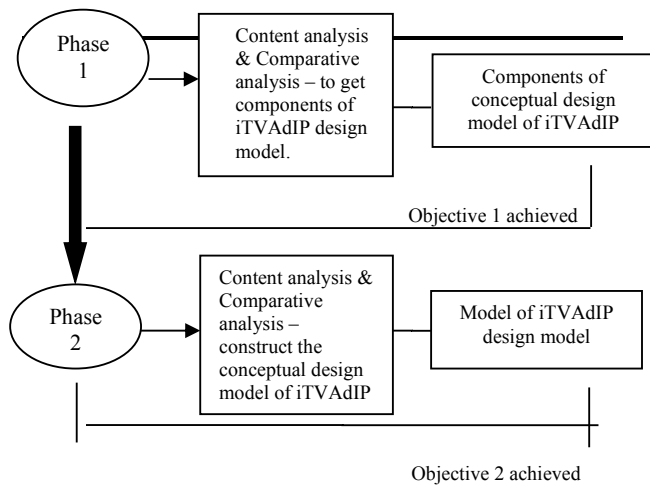 Phase
1
Content analysis
& Comparative
analysis – to get
components of
iTVAdIP design
model.
Components of
conceptual design
model of iTVAdIP
Objective 1 achieved
Phase
2
Content analysis &
Comparative
analysis –
construct the
conceptual design
model of iTVAdIP
Model of iTVAdIP
design model
Objective 2 achieved